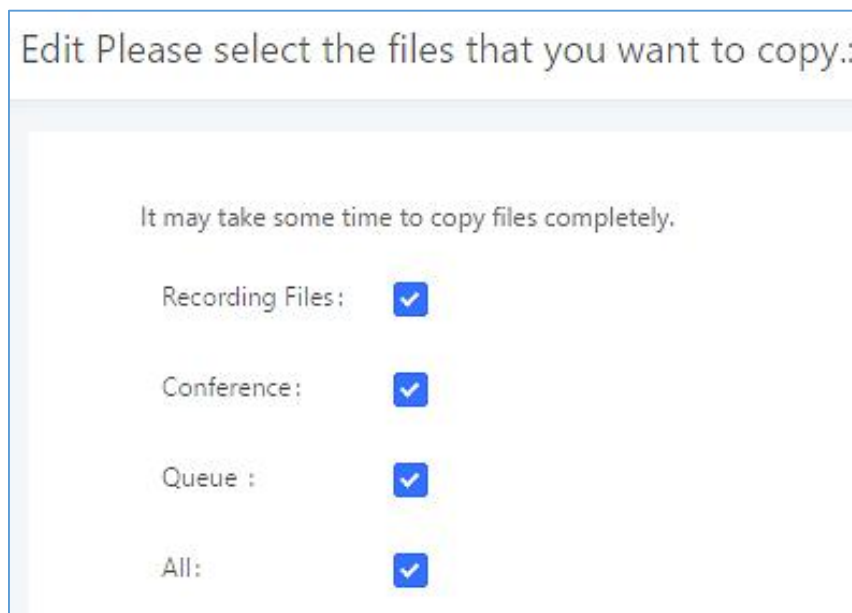 Edit Please select the files that you want to copy.:
It may take some time to copy files completely.
Recording Files:
Conference:
Queue :
All: